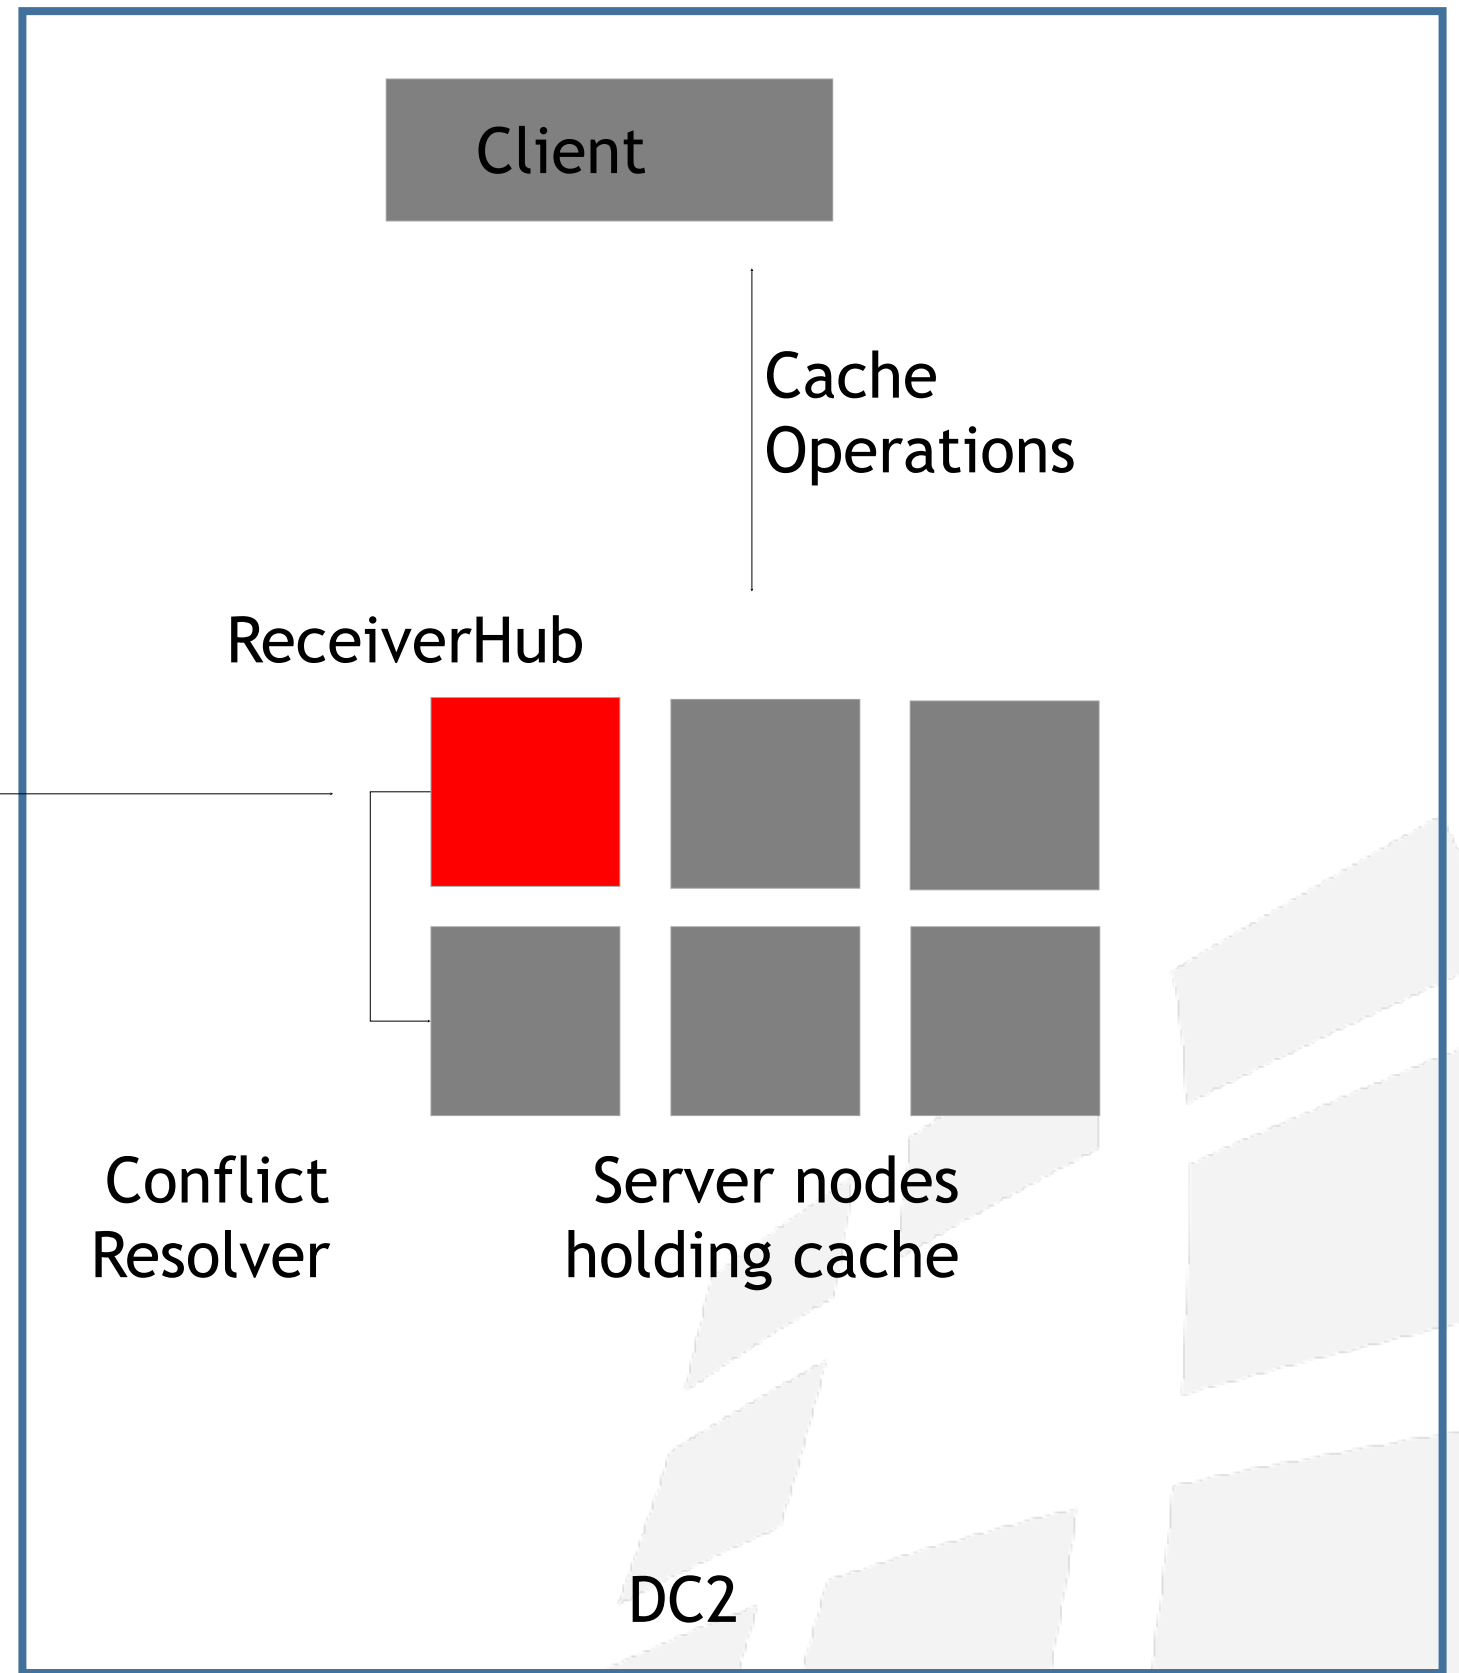 Client
Cache
Operations
ReceiverHub
Conflict
Resolver
Server nodes
holding cache
DC2